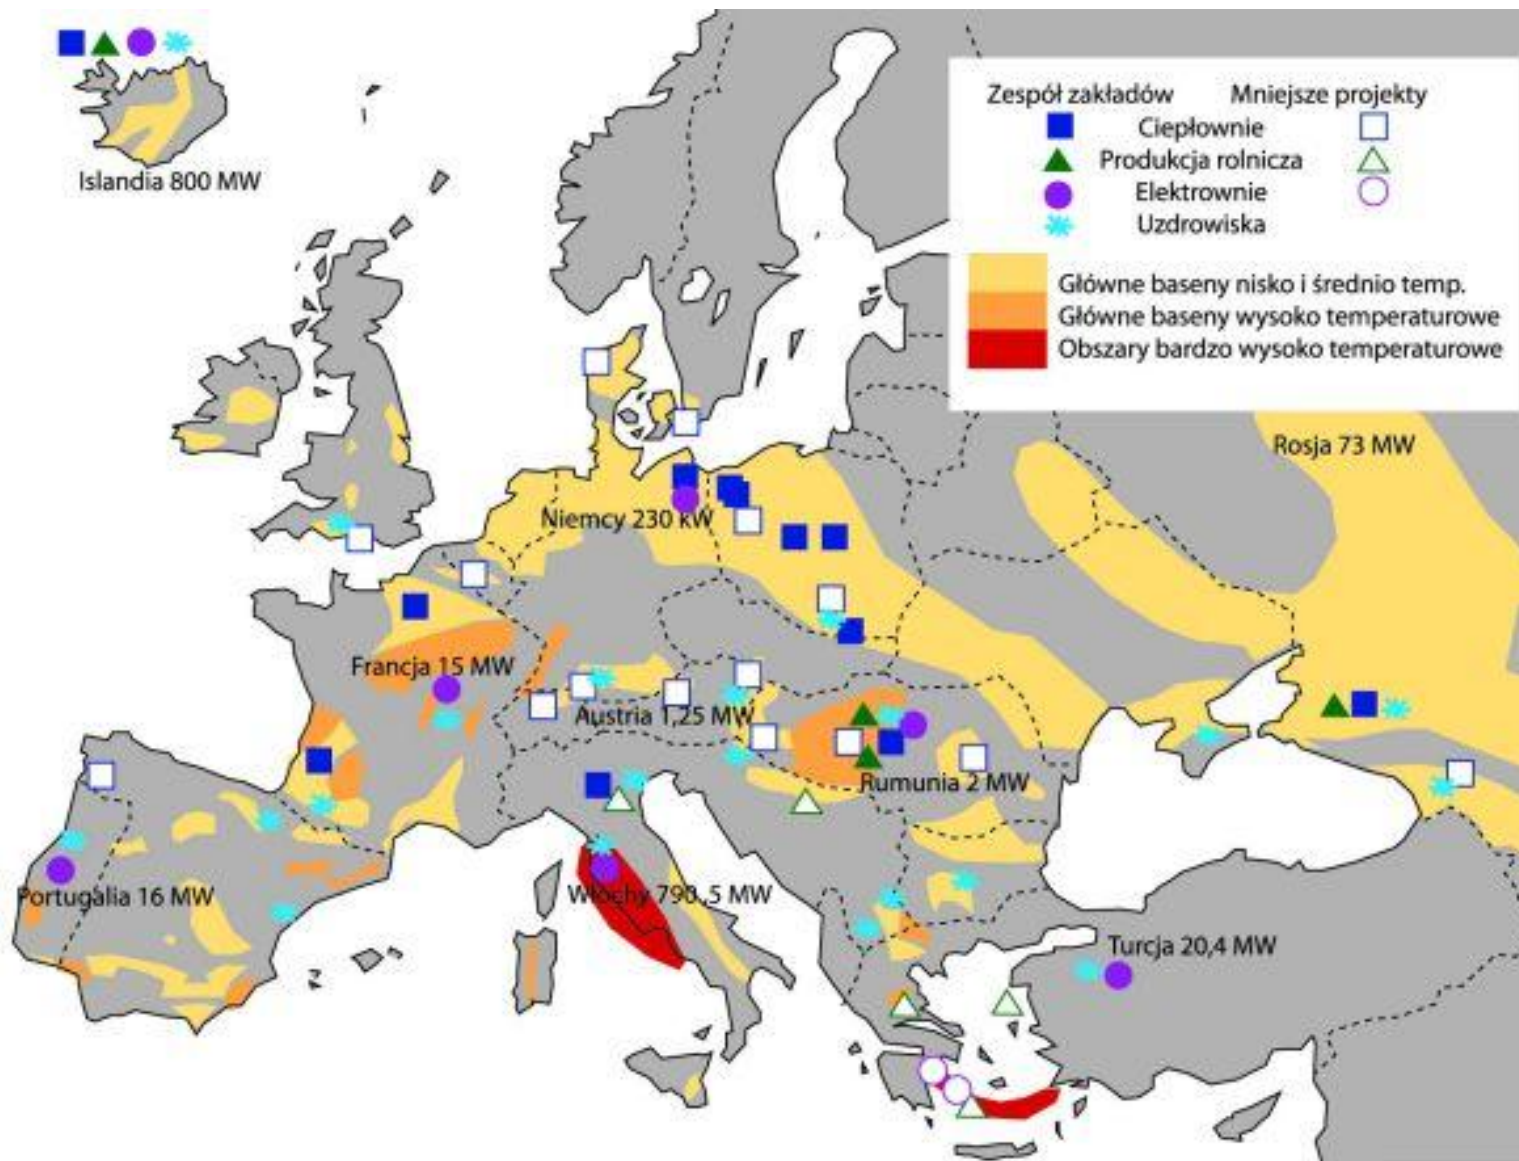 Zespół zakładów Mniejsze projekty
Ciepłownie
Produkcja rolnicza
Elektrownie
Uzdrowiska
Główne baseny nisko i średnio temp.
Główne baseny wysoko temperaturowe
Obszary bardzo wysoko temperaturowe
Islandia 800 MW
Rosja 73 MW
Niemcy 230 kW
Francja 15 MW
Austria 1,25 MW
Rumunia 2 MW
Portugalia 16 MW
Włochy 790,5 MW
Turcja 20,4 MW